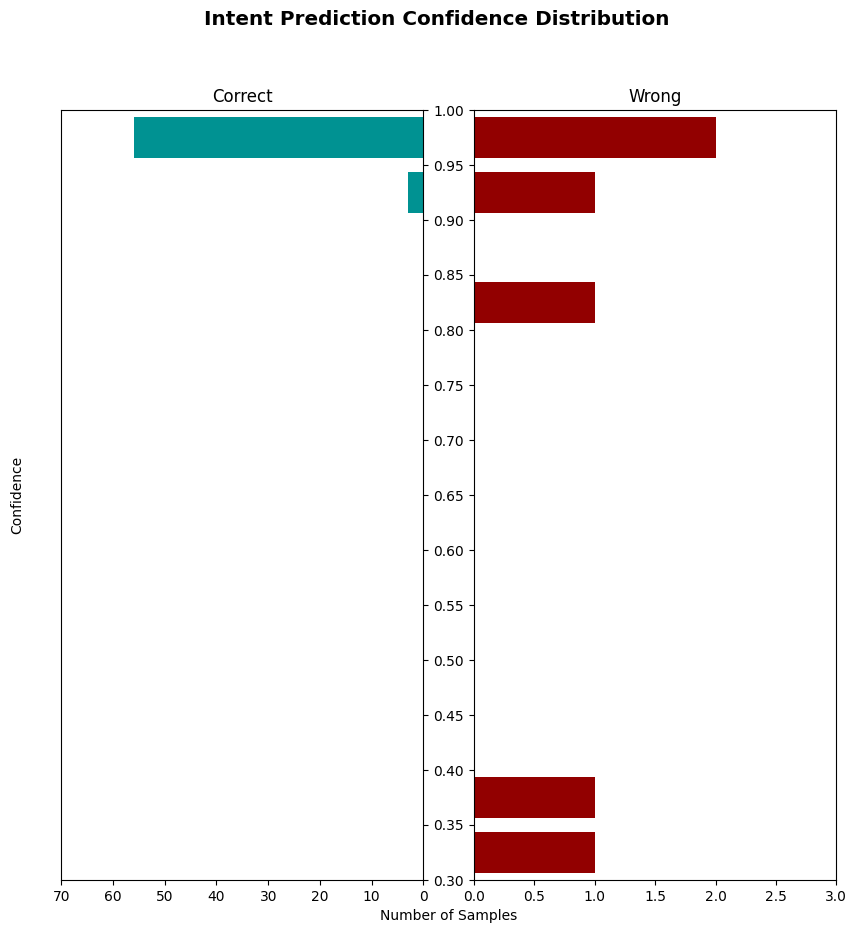 Intent Prediction Confidence Distribution
Correct
Wrong
1.00
0.95
0.90
0.85
0.80
0.75
0.70
0.65
0.60
0.55
0.50
0.45
0.40
0.35
0.30
Confidence
70 60 50 40 30 20 10 0
0.0 0.5 1.0 1.5 2.0 2.5 3.0
Number of Samples